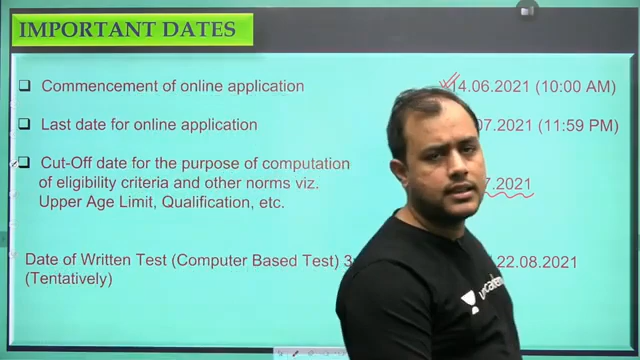 IMPORTANT DATES
Commencement of online application 14.06.2021 (10:00 AM)
Last date for online application 07.2021 (11:59 PM)
Cut-Off date for the purpose of computation
of eligibility criteria and other norms viz. 7.2021
Upper Age Limit, Qualification, etc.
Date of Written Test (Computer Based Test) 22.08.2021
(Tentatively)
unacademy